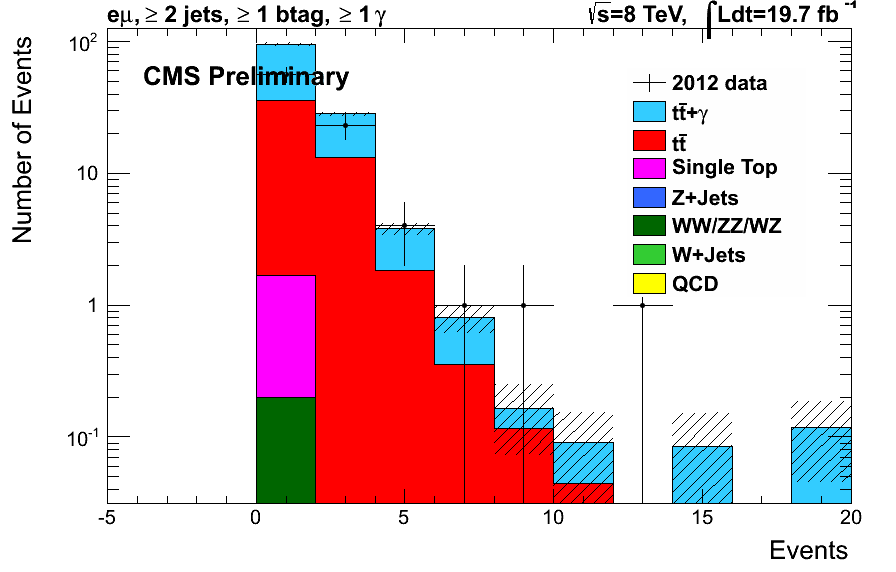 eμ, ≥ 2 jets, ≥ 1 btag, ≥ 1 γ
√s=8 TeV, ∫Ldt=19.7 fb⁻¹
CMS Preliminary
2012 data
tt̄+γ
tt̄
Single Top
Z+Jets
WW/ZZ/WZ
W+Jets
QCD
Number of Events
10²
10
1
10⁻¹
-5 0 5 10 15 20
Events